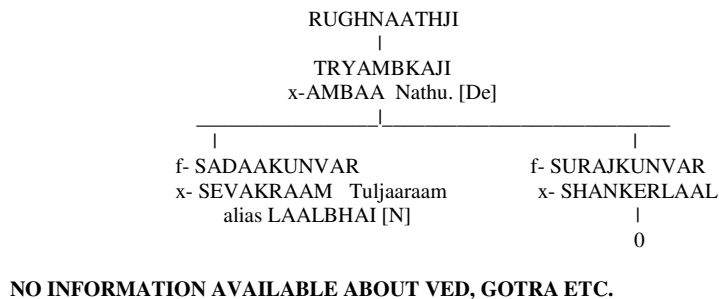 RUGHNAATHJI
|
TRYAMBKAJI
x-AMBAA Nathu. [De]
f- SADAAKUNVAR f- SURAJKUNVAR
x- SEVAKRAAM Tuljaaraam x- SHANKERLAAL
alias LAALBHAI [N]
0
NO INFORMATION AVAILABLE ABOUT VED, GOTRA ETC.